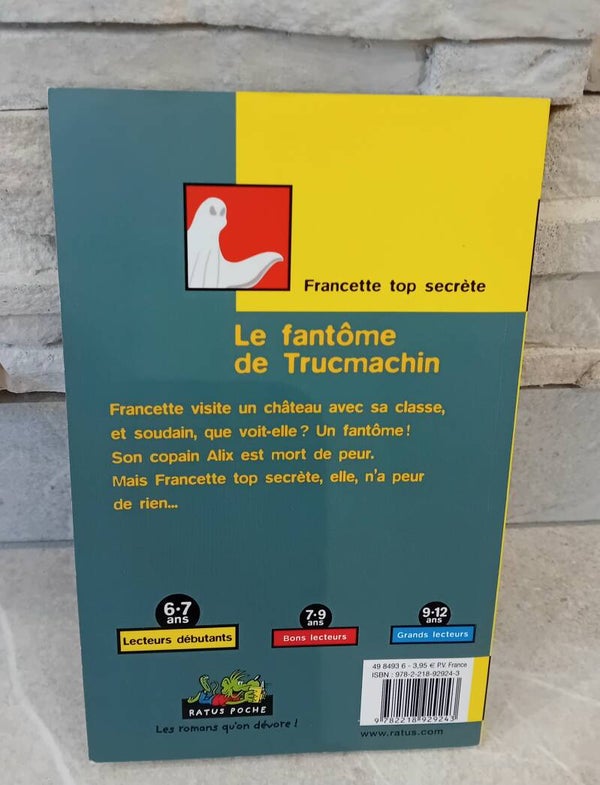 Francette top secrète
Le fantôme
de Trucmachin
Francette visite un château avec sa classe,
et soudain, que voit-elle ? Un fantôme !
Son copain Alix est mort de peur.
Mais Francette top secrète, elle, n'a peur
de rien...
6·7
ans
Lecteurs débutants
7·9
ans
Bons lecteurs
9·12
ans
Grands lecteurs
49 8493 6 - 3,95 € P.V. France
ISBN : 978-2-218-92924-3
9 782218 929243
RATUS POCHE
Les romans qu'on dévore !
www.ratus.com